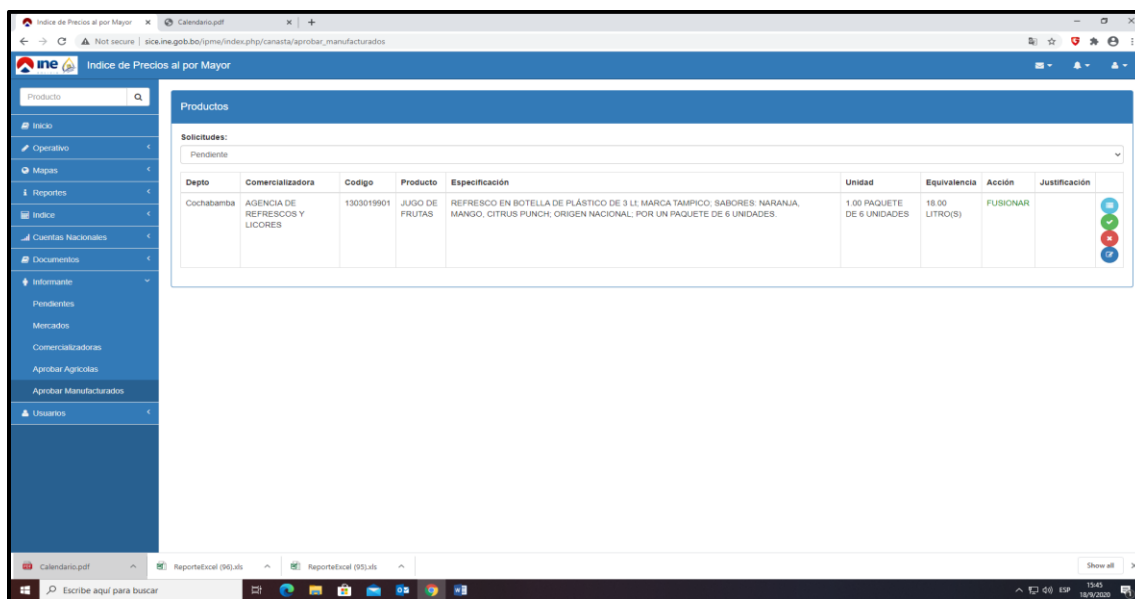 Indice de Precios al por Mayor
Calendario.pdf
Not secure | sice.ine.gob.bo/ipme/index.php/canasta/aprobar_manufacturados
ine Indice de Precios al por Mayor
Producto
Inicio
Operativo
Mapas
Reportes
Indice
Cuentas Nacionales
Documentos
Informante
Pendientes
Mercados
Comercializadoras
Aprobar Agricolas
Aprobar Manufacturados
Usuarios
Productos
Solicitudes:
Pendiente
Depto Comercializadora Codigo Producto Especificación Unidad Equivalencia Acción Justificación
Cochabamba AGENCIA DE 1303019901 JUGO DE REFRESCO EN BOTELLA DE PLÁSTICO DE 3 Lt; MARCA TAMPICO; SABORES: NARANJA, 1.00 PAQUETE 18.00 FUSIONAR
REFRESCOS Y FRUTAS MANGO, CITRUS PUNCH; ORIGEN NACIONAL; POR UN PAQUETE DE 6 UNIDADES. DE 6 UNIDADES LITRO(S)
LICORES
Calendario.pdf ReporteExcel (96).xls ReporteExcel (95).xls Show all
Escribe aquí para buscar ESP 15:45
18/9/2020